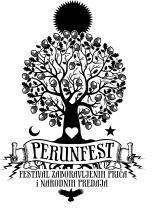 PERUNFEST
FESTIVAL ZABORAVLJENIH PRIČA
i NARODNIH PREDAJA